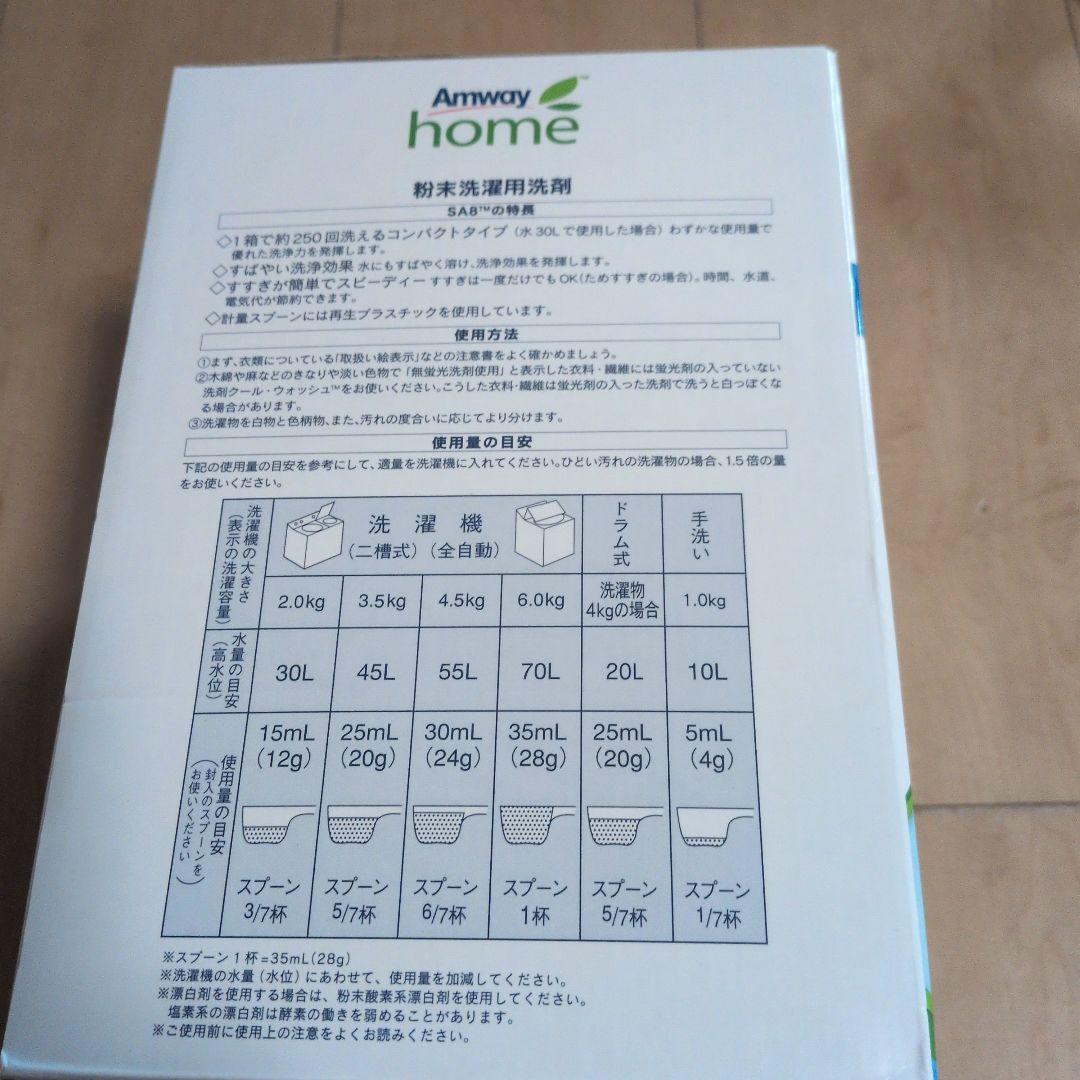 Amway
home™
粉末洗濯用洗剤
SA8™の特長
◇1箱で約250回洗えるコンパクトタイプ（水30Lで使用した場合）わずかな使用量で
優れた洗浄力を発揮します。
◇すばやい洗浄効果 水にもすばやく溶け、洗浄効果を発揮します。
◇すすぎが簡単でスピーディー すすぎは一度だけでもOK（ためすすぎの場合）。時間、水道、
電気代が節約できます。
◇計量スプーンには再生プラスチックを使用しています。
使用方法
①まず、衣類についている「取扱い絵表示」などの注意書をよく確かめましょう。
②木綿や麻などのきなりや淡い色物で「無蛍光洗剤使用」と表示した衣料・繊維には蛍光剤の入っていない
洗剤クール・ウォッシュ™をお使いください。こうした衣料・繊維は蛍光剤の入った洗剤で洗うと白っぽくな
る場合があります。
③洗濯物を白物と色柄物、また、汚れの度合いに応じてより分けます。
使用量の目安
下記の使用量の目安を参考にして、適量を洗濯機に入れてください。ひどい汚れの洗濯物の場合、1.5倍の量
をお使いください。
洗濯機の大きさ
（表示の洗濯容量）
洗濯機
（二槽式）（全自動）
ドラム式
手洗い
2.0kg 3.5kg 4.5kg 6.0kg 洗濯物 1.0kg
4kgの場合
水量の目安
（高水位）
30L 45L 55L 70L 20L 10L
使用量の目安
（封入のスプーンを
お使いください）
15mL 25mL 30mL 35mL 25mL 5mL
（12g） （20g） （24g） （28g） （20g） （4g）
スプーン スプーン スプーン スプーン スプーン スプーン
3/7杯 5/7杯 6/7杯 1杯 5/7杯 1/7杯
※スプーン1杯=35mL（28g）
※洗濯機の水量（水位）にあわせて、使用量を加減してください。
※漂白剤を使用する場合は、粉末酸素系漂白剤を使用してください。
塩素系の漂白剤は酵素の働きを弱めることがあります。
※ご使用前に使用上の注意をよくお読みください。